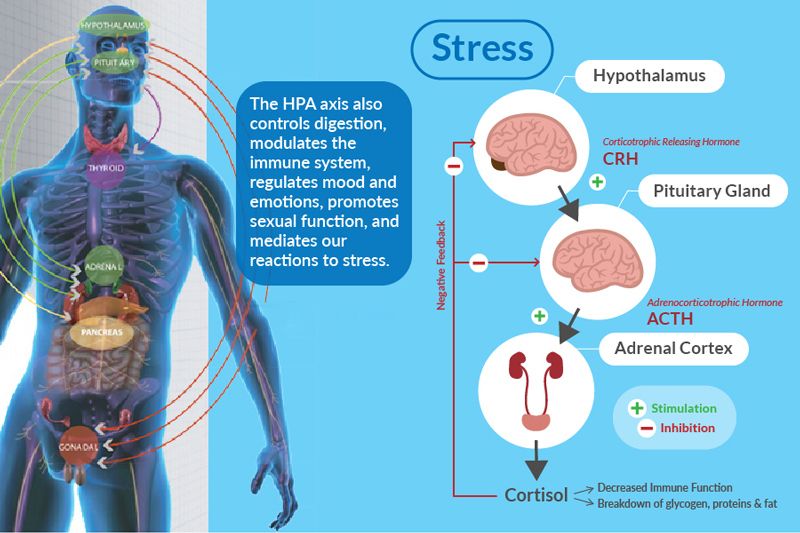 HYPOTHALAMUS
PITUITARY
THYROID
ADRENAL
PANCREAS
GONADAL
The HPA axis also
controls digestion,
modulates the
immune system,
regulates mood and
emotions, promotes
sexual function, and
mediates our
reactions to stress.
Stress
Hypothalamus
Corticotrophic Releasing Hormone
CRH
+
Pituitary Gland
Negative Feedback
−
−
Adrenocorticotrophic Hormone
ACTH
+
Adrenal Cortex
+ Stimulation
− Inhibition
Cortisol
Decreased Immune Function
Breakdown of glycogen, proteins & fat